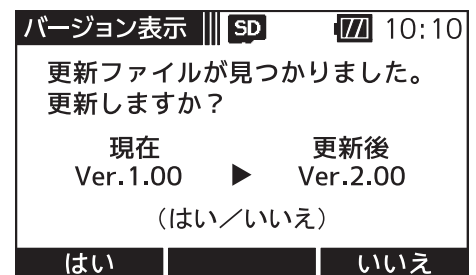 バージョン表示 SD 10:10
更新ファイルが見つかりました。
更新しますか？
現在 更新後
Ver.1.00 ▶ Ver.2.00
（はい／いいえ）
はい いいえ